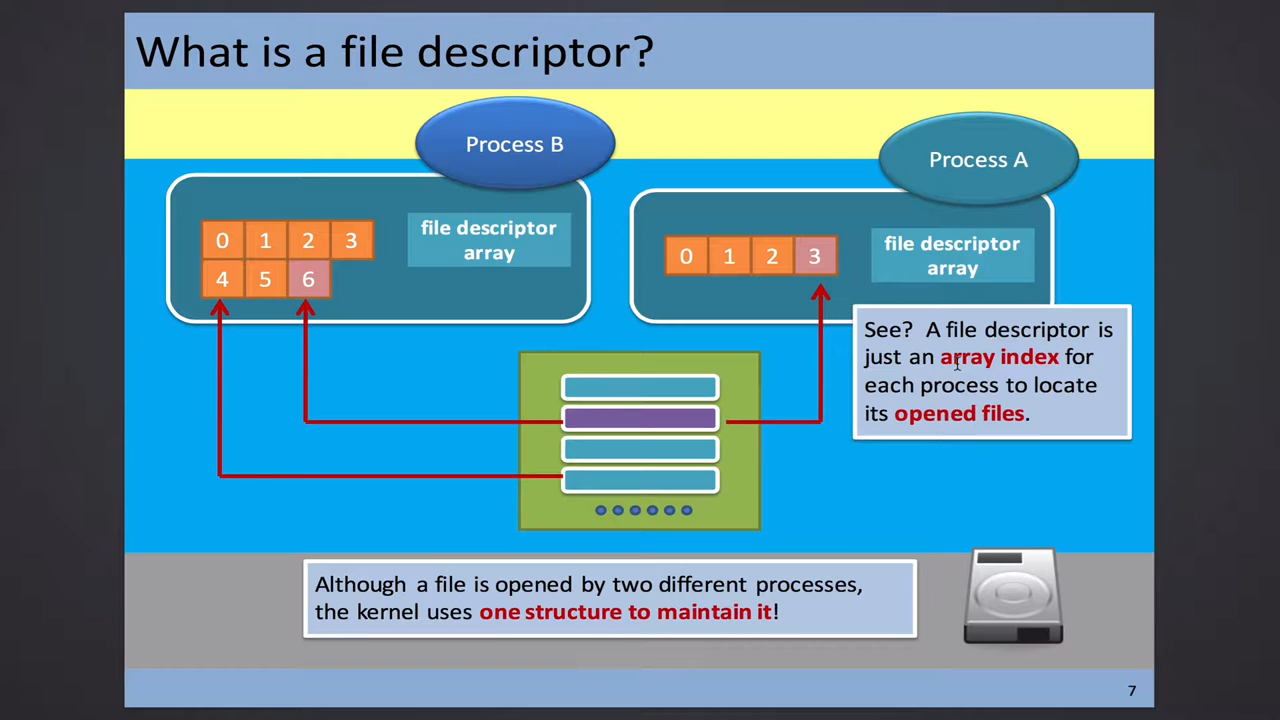 What is a file descriptor?
Process B
Process A
0 1 2 3
4 5 6
file descriptor
array
0 1 2 3
file descriptor
array
See? A file descriptor is
just an array index for
each process to locate
its opened files.
Although a file is opened by two different processes,
the kernel uses one structure to maintain it!
7